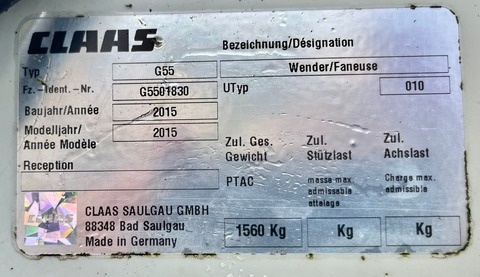 CLAAS
Bezeichnung/Désignation
Typ G55 Wender/Faneuse
Fz.-Ident.-Nr. G5501830 UTyp 010
Baujahr/Année 2015
Modelljahr/ 2015
Année Modèle
Reception
Zul. Ges. Zul. Zul.
Gewicht Stützlast Achslast
PTAC masse max. Charge max.
admissible admissible
attelage
CLAAS SAULGAU GMBH
88348 Bad Saulgau 1560 Kg Kg Kg
Made in Germany